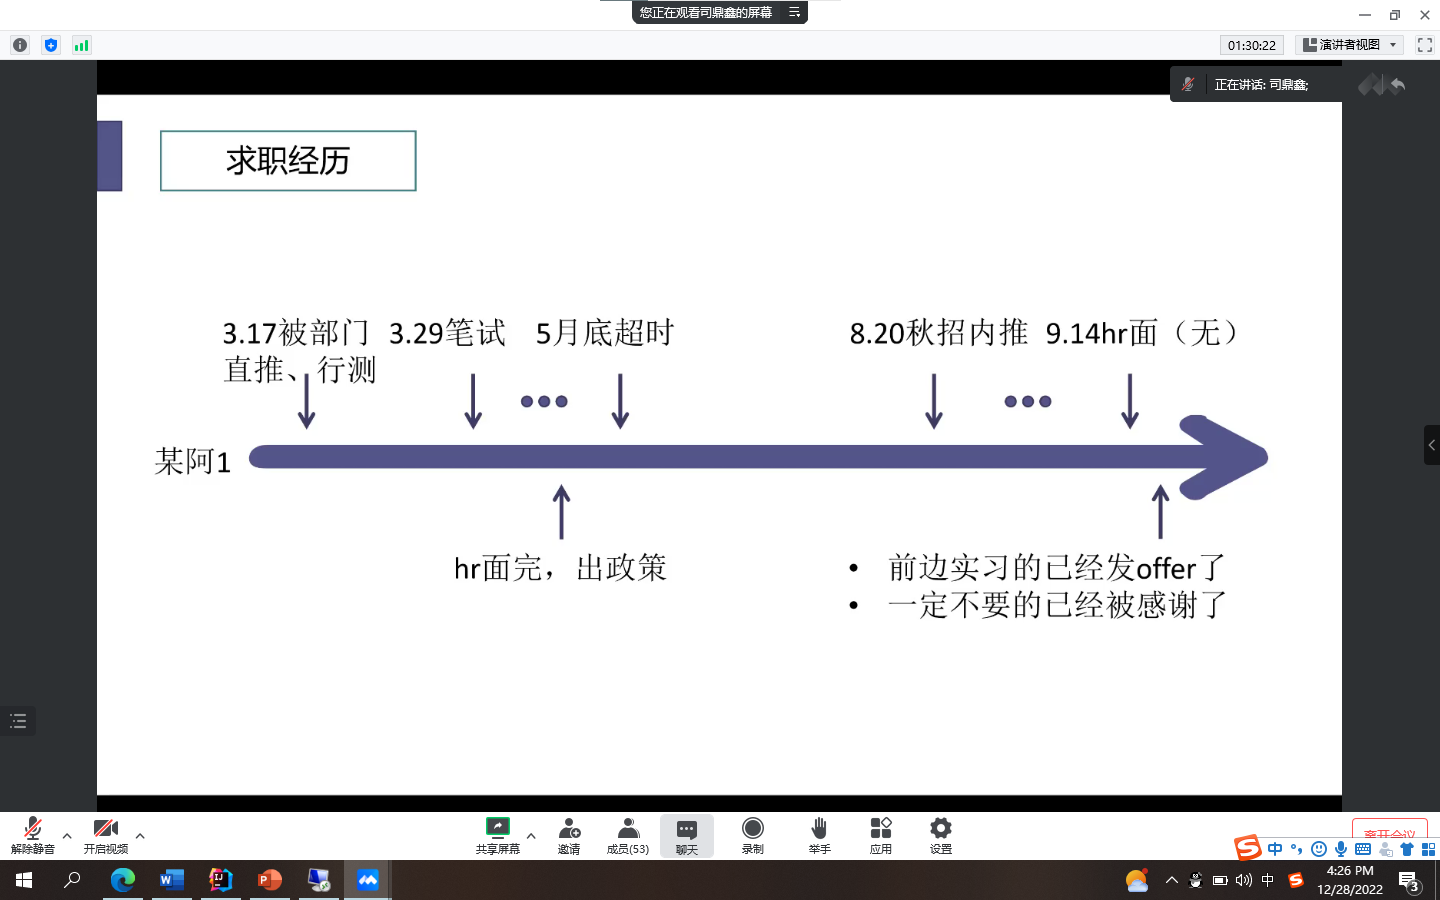 您正在观看司鼎鑫的屏幕
01:30:22
演讲者视图
正在讲话: 司鼎鑫;
求职经历
3.17被部门
直推、行测
3.29笔试
5月底超时
8.20秋招内推
9.14hr面（无）
某阿1
hr面完，出政策
• 前边实习的已经发offer了
• 一定不要的已经被感谢了
解除静音
开启视频
共享屏幕
邀请
成员(53)
聊天
录制
举手
应用
设置
离开会议
中
中
4:26 PM
12/28/2022
3